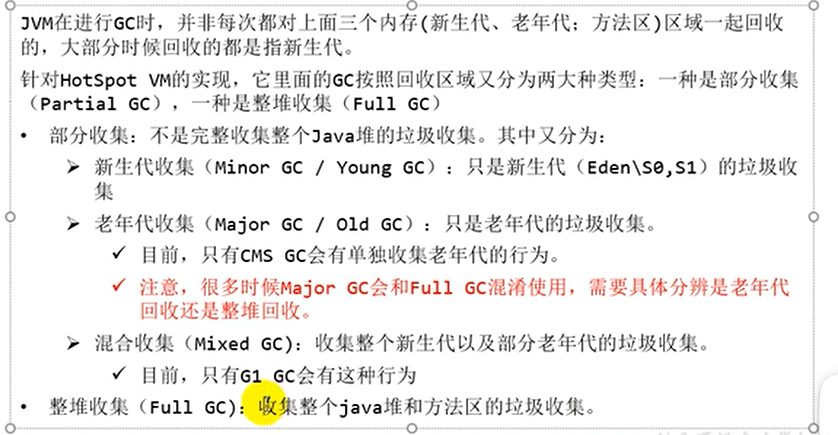 JVM在进行GC时，并非每次都对上面三个内存(新生代、老年代；方法区)区域一起回收
的，大部分时候回收的都是指新生代。
针对HotSpot VM的实现，它里面的GC按照回收区域又分为两大种类型：一种是部分收集
（Partial GC），一种是整堆收集（Full GC）
• 部分收集：不是完整收集整个Java堆的垃圾收集。其中又分为：
➢ 新生代收集（Minor GC / Young GC）：只是新生代（Eden\S0,S1）的垃圾收
集
➢ 老年代收集（Major GC / Old GC）：只是老年代的垃圾收集。
✓ 目前，只有CMS GC会有单独收集老年代的行为。
✓ 注意，很多时候Major GC会和Full GC混淆使用，需要具体分辨是老年代
回收还是整堆回收。
➢ 混合收集（Mixed GC)：收集整个新生代以及部分老年代的垃圾收集。
✓ 目前，只有G1 GC会有这种行为
• 整堆收集（Full GC)：收集整个java堆和方法区的垃圾收集。